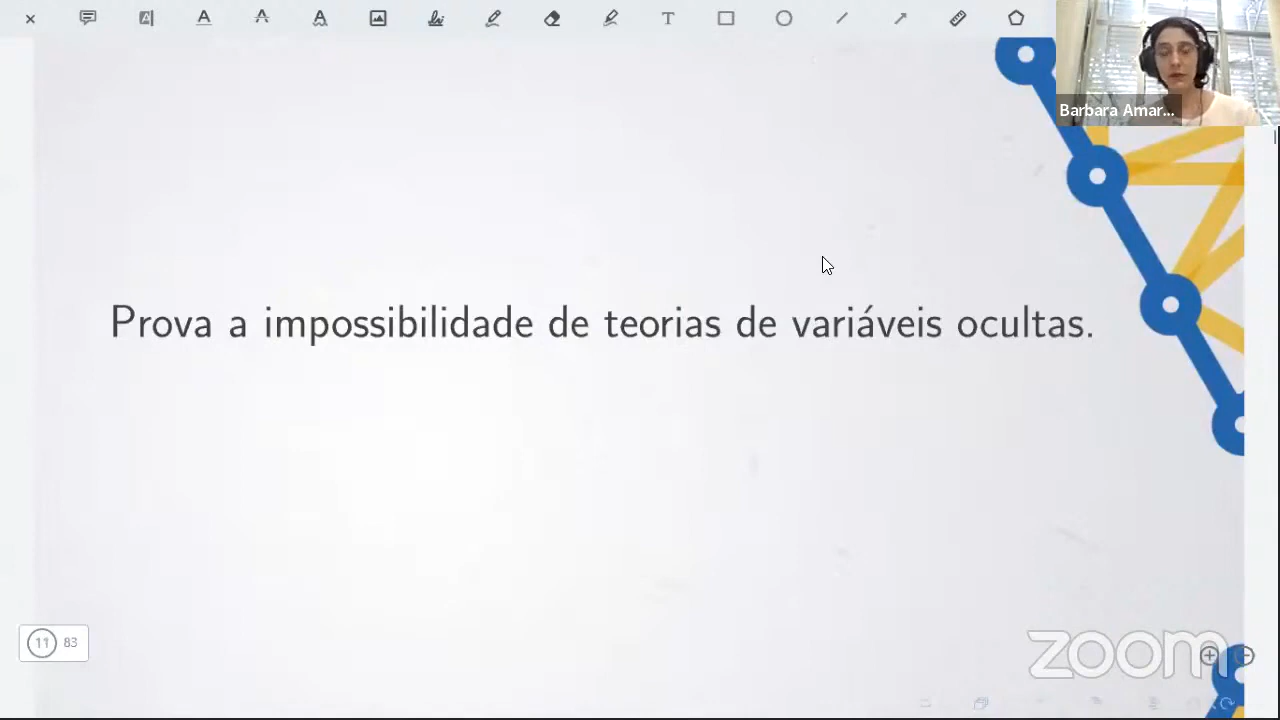 Barbara Amar...
Prova a impossibilidade de teorias de variáveis ocultas.
11 83
zoom